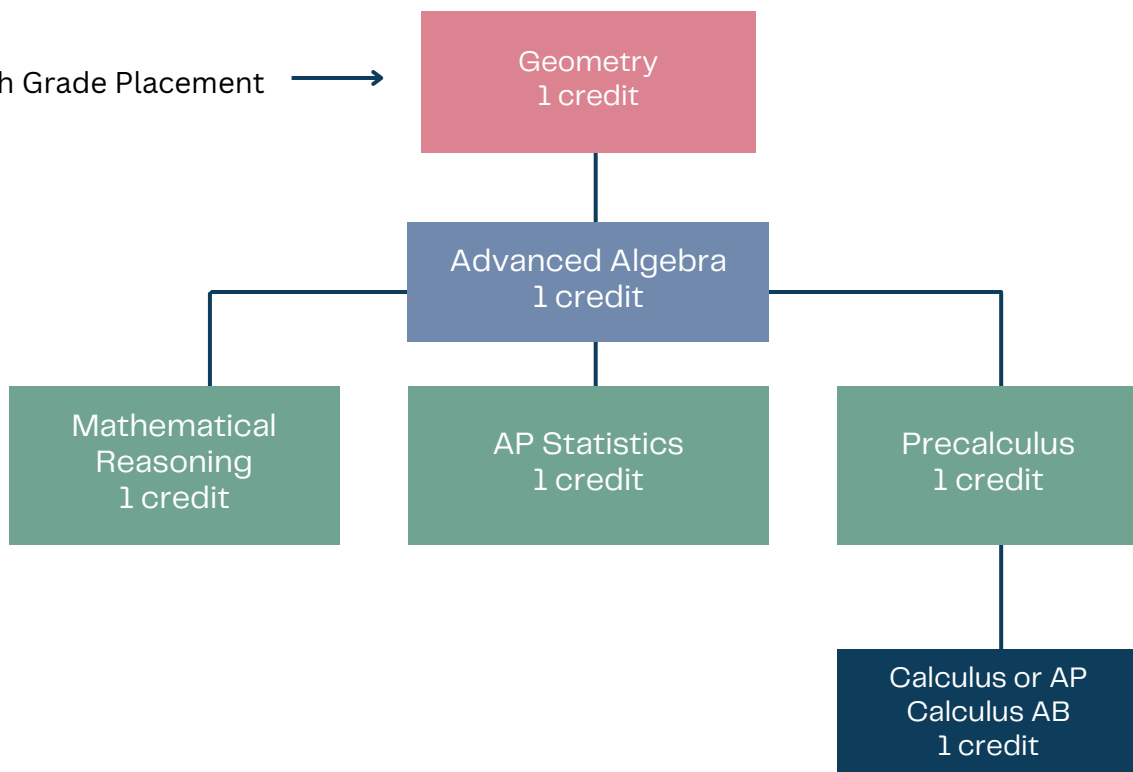 h Grade Placement
Geometry
1 credit
Advanced Algebra
1 credit
Mathematical
Reasoning
1 credit
AP Statistics
1 credit
Precalculus
1 credit
Calculus or AP
Calculus AB
1 credit